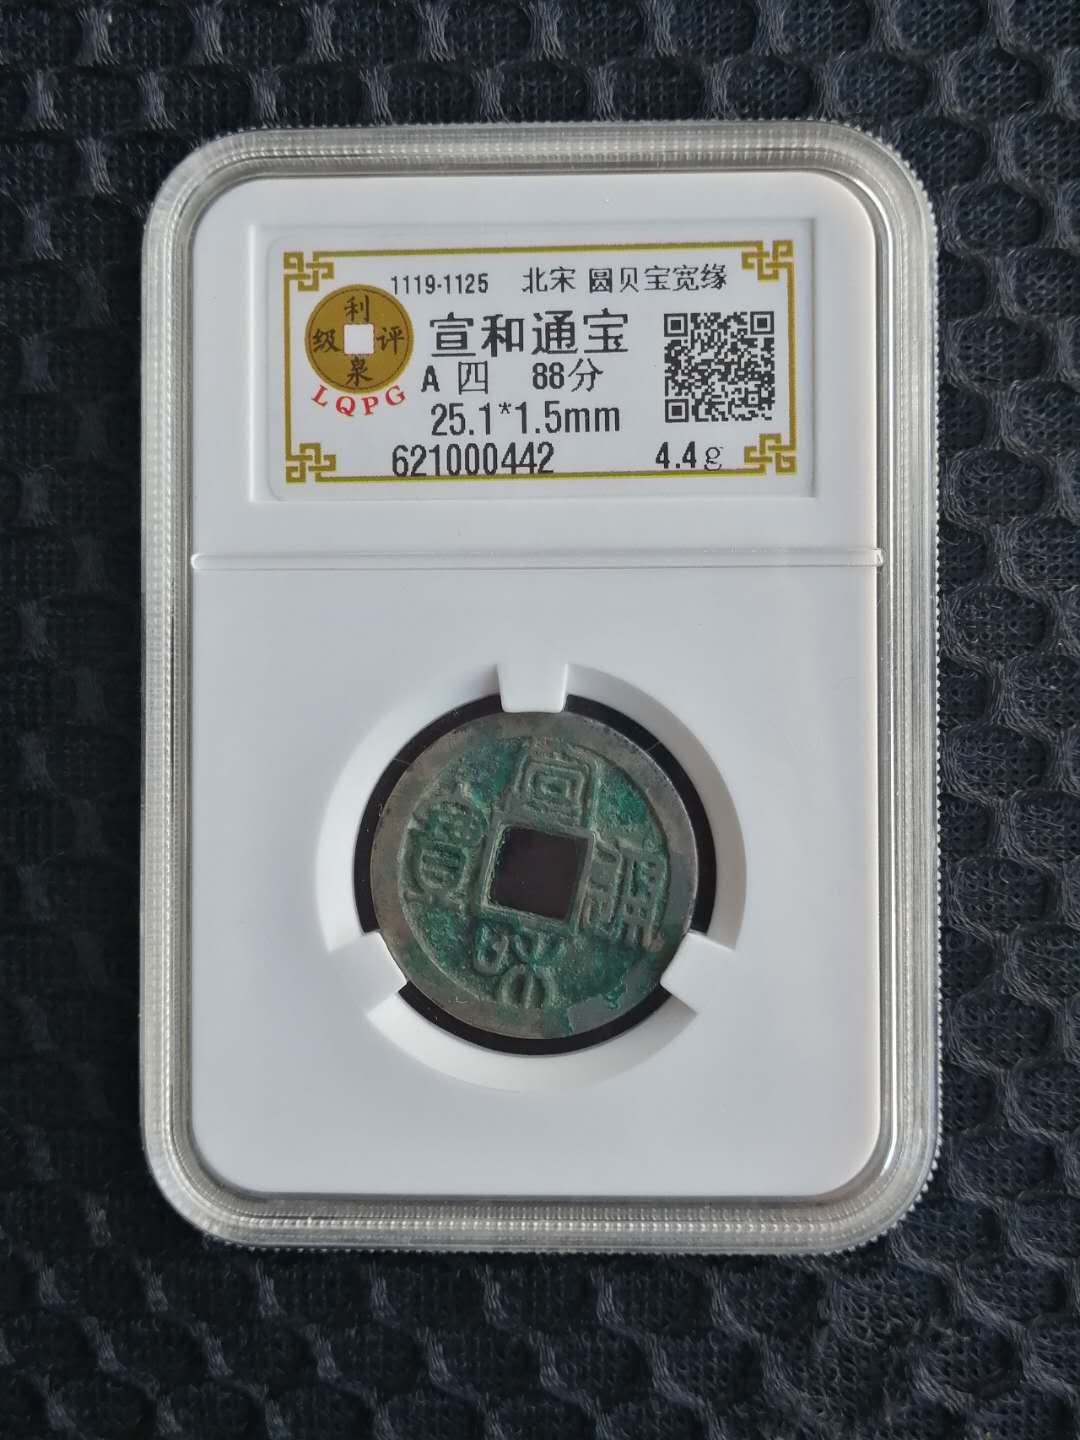 1119-1125 北宋 圆贝宝宽缘
利泉评级
LQPG
宣和通宝
A 四 88分
25.1*1.5mm
621000442 4.4g
宣和通寶